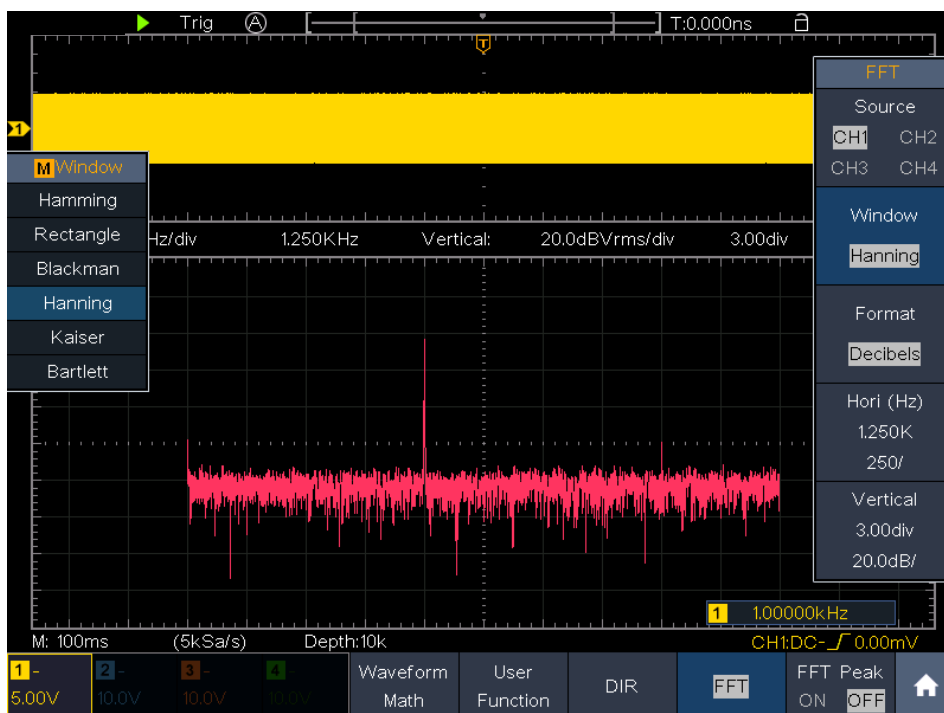 Trig A T:0.000ns
T
FFT
Source
CH1 CH2
CH3 CH4
1
M Window
Hamming
Rectangle
Blackman
Hanning
Kaiser
Bartlett
Hz/div 1.250KHz Vertical: 20.0dBVrms/div 3.00div
Window
Hanning
Format
Decibels
Hori (Hz)
1.250K
250/
Vertical
3.00div
20.0dB/
1 1.00000kHz
M: 100ms (5kSa/s) Depth:10k CH1:DC- 0.00mV
1 - 2 - 3 - 4 -
5.00V 10.0V 10.0V 10.0V
Waveform
Math
User
Function
DIR
FFT
FFT Peak
ON OFF